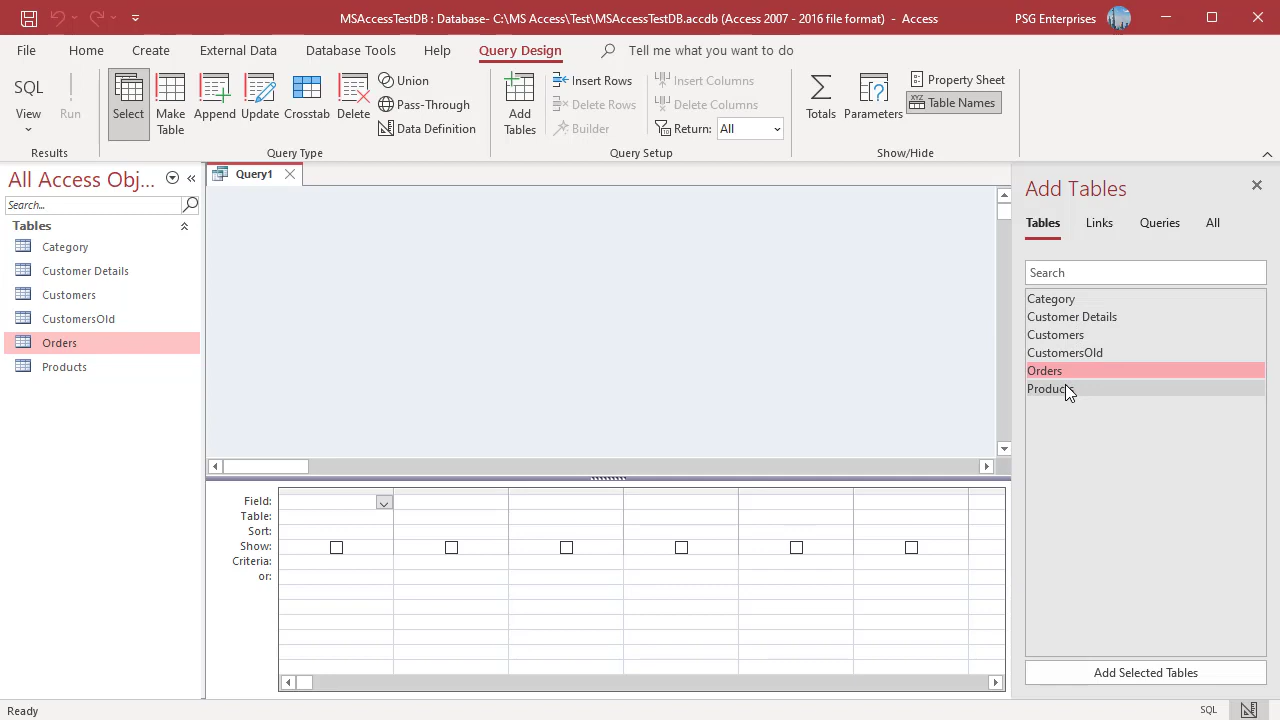 MSAccessTestDB : Database- C:\MS Access\Test\MSAccessTestDB.accdb (Access 2007 - 2016 file format) - Access
PSG Enterprises
File
Home
Create
External Data
Database Tools
Help
Query Design
Tell me what you want to do
SQL
View
Run
Select
Make Table
Append
Update
Crosstab
Delete
Union
Pass-Through
Data Definition
Add Tables
Insert Rows
Delete Rows
Builder
Insert Columns
Delete Columns
Return: All
Totals
Parameters
XYZ
Property Sheet
Table Names
Results
Query Type
Query Setup
Show/Hide
All Access Obj...
Search...
Tables
Category
Customer Details
Customers
CustomersOld
Orders
Products
Query1
Field:
Table:
Sort:
Show:
Criteria:
or:
Add Tables
Tables
Links
Queries
All
Search
Category
Customer Details
Customers
CustomersOld
Orders
Products
Add Selected Tables
Ready
SQL